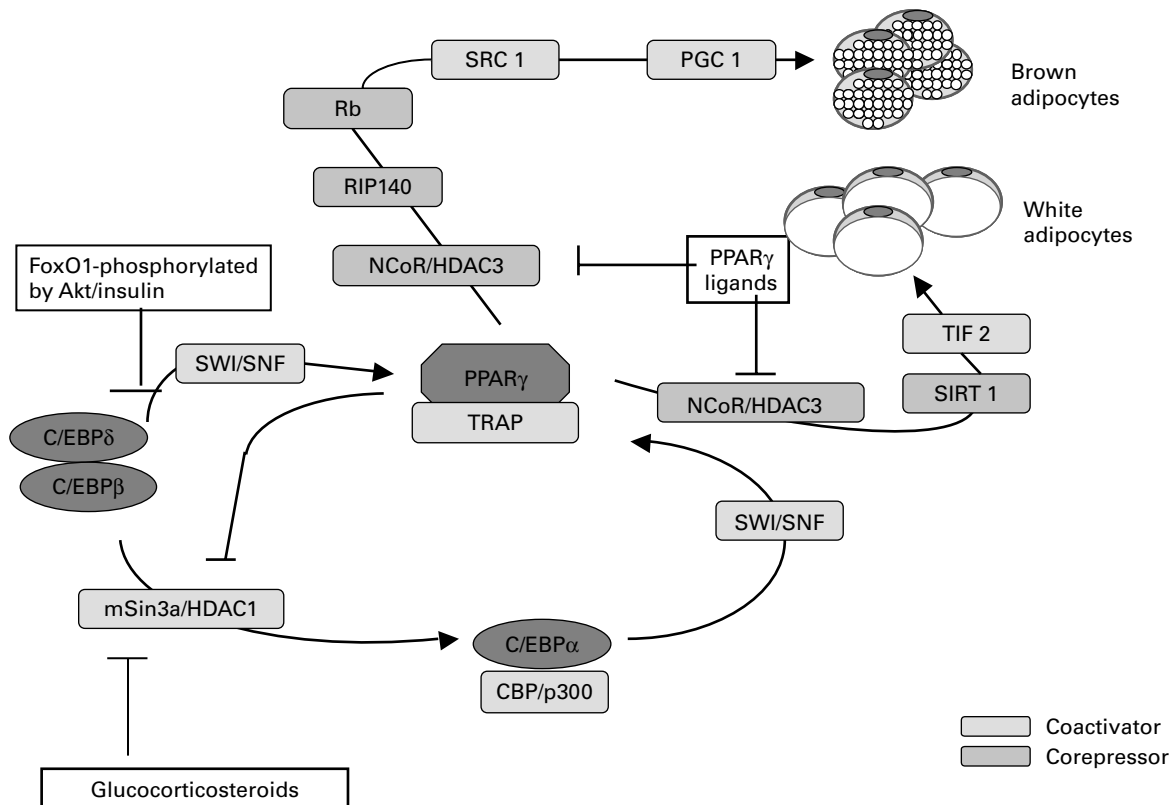 SRC 1
PGC 1
Brown
adipocytes
Rb
RIP140
White
adipocytes
NCoR/HDAC3
PPARγ
ligands
FoxO1-phosphorylated
by Akt/insulin
TIF 2
SWI/SNF
PPARγ
TRAP
NCoR/HDAC3
SIRT 1
C/EBPδ
C/EBPβ
SWI/SNF
mSin3a/HDAC1
C/EBPα
CBP/p300
Coactivator
Corepressor
Glucocorticosteroids